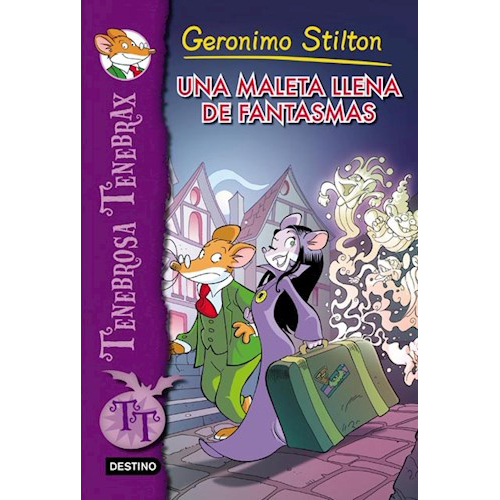 Geronimo Stilton
UNA MALETA LLENA
DE FANTASMAS
TENEBROSA TENEBRAX
TT
DESTINO